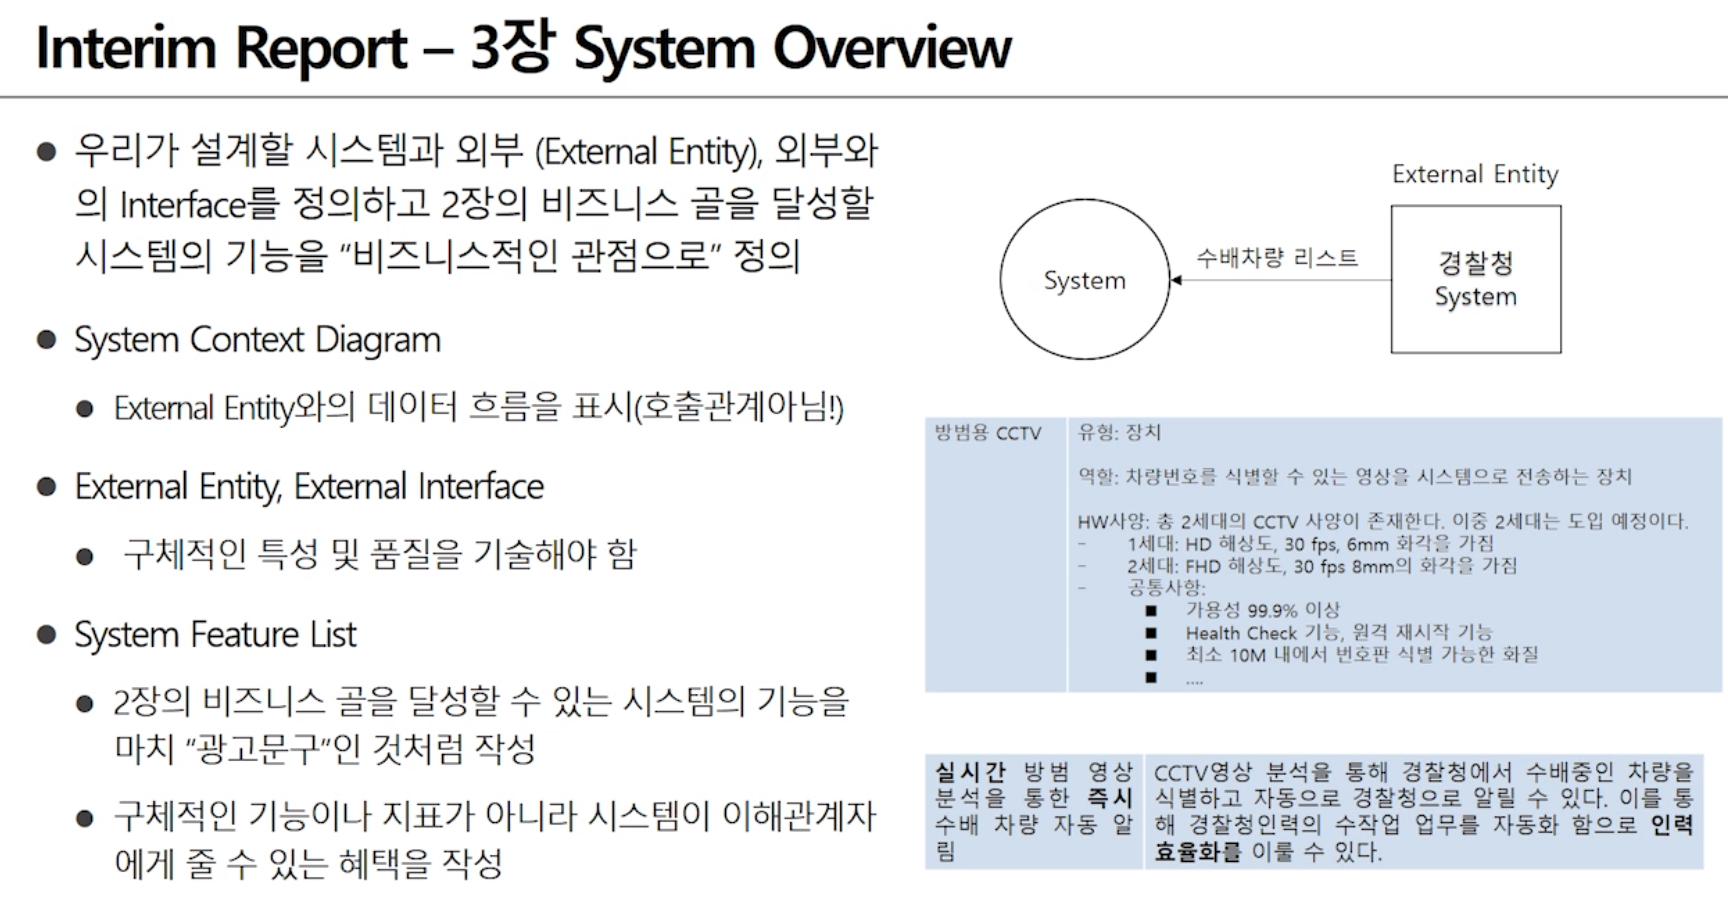 Interim Report – 3장 System Overview
● 우리가 설계할 시스템과 외부 (External Entity), 외부와
의 Interface를 정의하고 2장의 비즈니스 골을 달성할
시스템의 기능을 “비즈니스적인 관점으로” 정의
● System Context Diagram
● External Entity와의 데이터 흐름을 표시(호출관계아님!)
● External Entity, External Interface
● 구체적인 특성 및 품질을 기술해야 함
● System Feature List
● 2장의 비즈니스 골을 달성할 수 있는 시스템의 기능을
마치 “광고문구”인 것처럼 작성
● 구체적인 기능이나 지표가 아니라 시스템이 이해관계자
에게 줄 수 있는 혜택을 작성
External Entity
System
수배차량 리스트
경찰청
System
방범용 CCTV
유형: 장치
역할: 차량번호를 식별할 수 있는 영상을 시스템으로 전송하는 장치
HW사양: 총 2세대의 CCTV 사양이 존재한다. 이중 2세대는 도입 예정이다.
- 1세대: HD 해상도, 30 fps, 6mm 화각을 가짐
- 2세대: FHD 해상도, 30 fps 8mm의 화각을 가짐
- 공통사항:
■ 가용성 99.9% 이상
■ Health Check 기능, 원격 재시작 기능
■ 최소 10M 내에서 번호판 식별 가능한 화질
■ ....
실시간 방범 영상
분석을 통한 즉시
수배 차량 자동 알
림
CCTV영상 분석을 통해 경찰청에서 수배중인 차량을
식별하고 자동으로 경찰청으로 알릴 수 있다. 이를 통
해 경찰청인력의 수작업 업무를 자동화 함으로 인력
효율화를 이룰 수 있다.